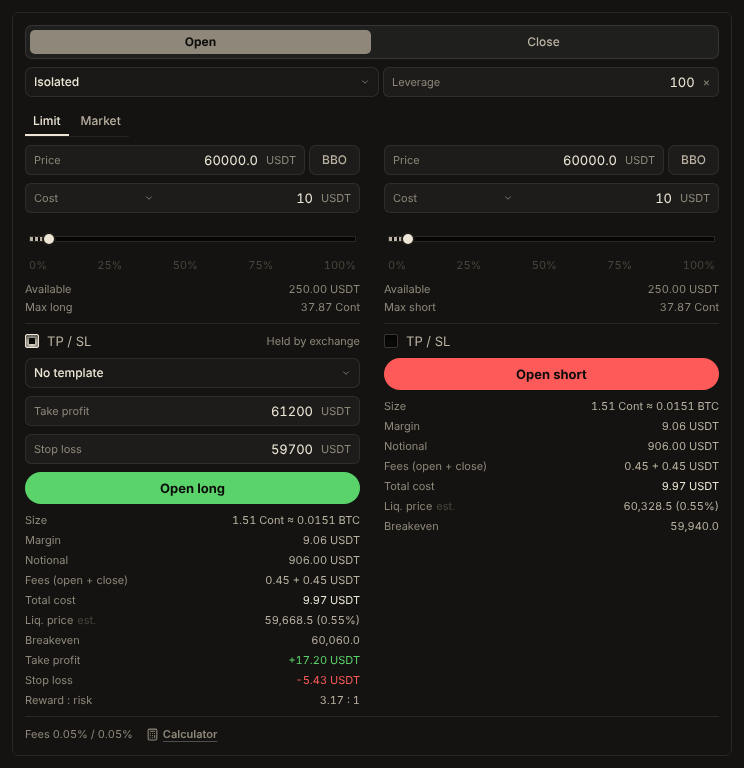 Open
Close
Isolated
Leverage 100 ×
Limit Market
Price 60000.0 USDT BBO
Cost 10 USDT
0% 25% 50% 75% 100%
Available 250.00 USDT
Max long 37.87 Cont
TP / SL Held by exchange
No template
Take profit 61200 USDT
Stop loss 59700 USDT
Open long
Size 1.51 Cont ≈ 0.0151 BTC
Margin 9.06 USDT
Notional 906.00 USDT
Fees (open + close) 0.45 + 0.45 USDT
Total cost 9.97 USDT
Liq. price est. 59,668.5 (0.55%)
Breakeven 60,060.0
Take profit +17.20 USDT
Stop loss -5.43 USDT
Reward : risk 3.17 : 1
Price 60000.0 USDT BBO
Cost 10 USDT
0% 25% 50% 75% 100%
Available 250.00 USDT
Max short 37.87 Cont
TP / SL
Open short
Size 1.51 Cont ≈ 0.0151 BTC
Margin 9.06 USDT
Notional 906.00 USDT
Fees (open + close) 0.45 + 0.45 USDT
Total cost 9.97 USDT
Liq. price est. 60,328.5 (0.55%)
Breakeven 59,940.0
Fees 0.05% / 0.05% Calculator